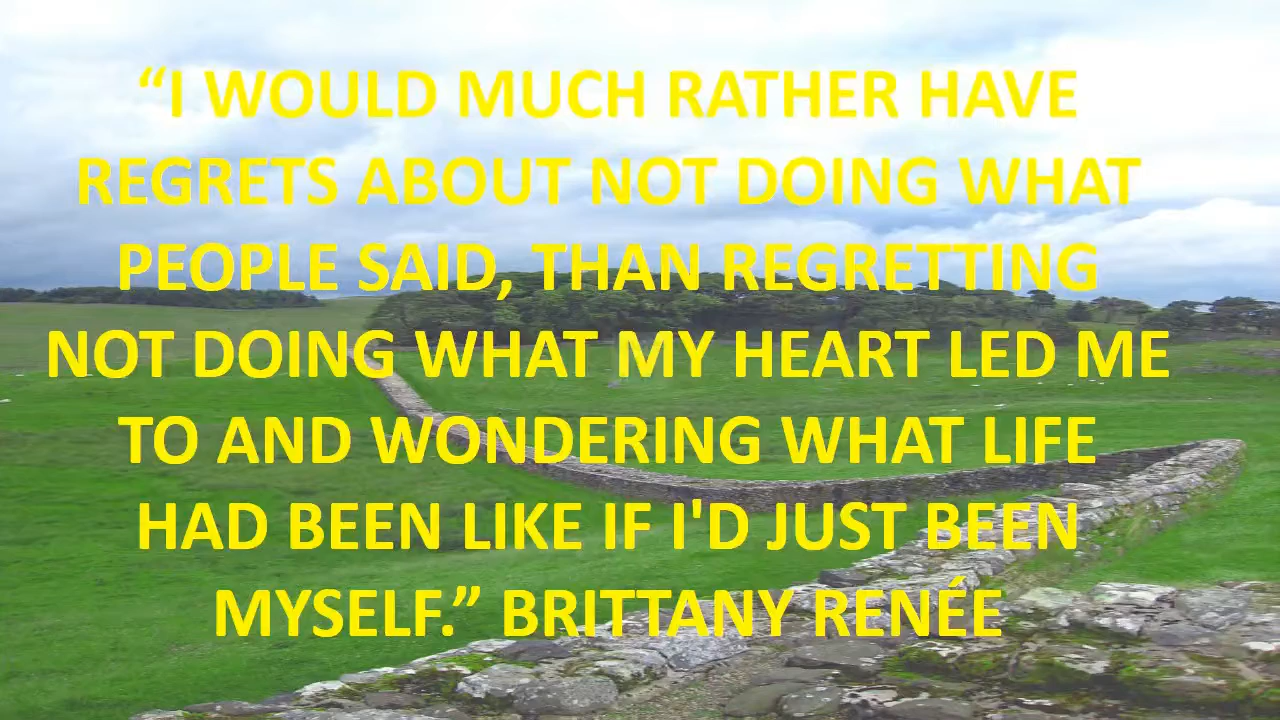 “I WOULD MUCH RATHER HAVE
REGRETS ABOUT NOT DOING WHAT
PEOPLE SAID, THAN REGRETTING
NOT DOING WHAT MY HEART LED ME
TO AND WONDERING WHAT LIFE
HAD BEEN LIKE IF I'D JUST BEEN
MYSELF.” BRITTANY RENÉE